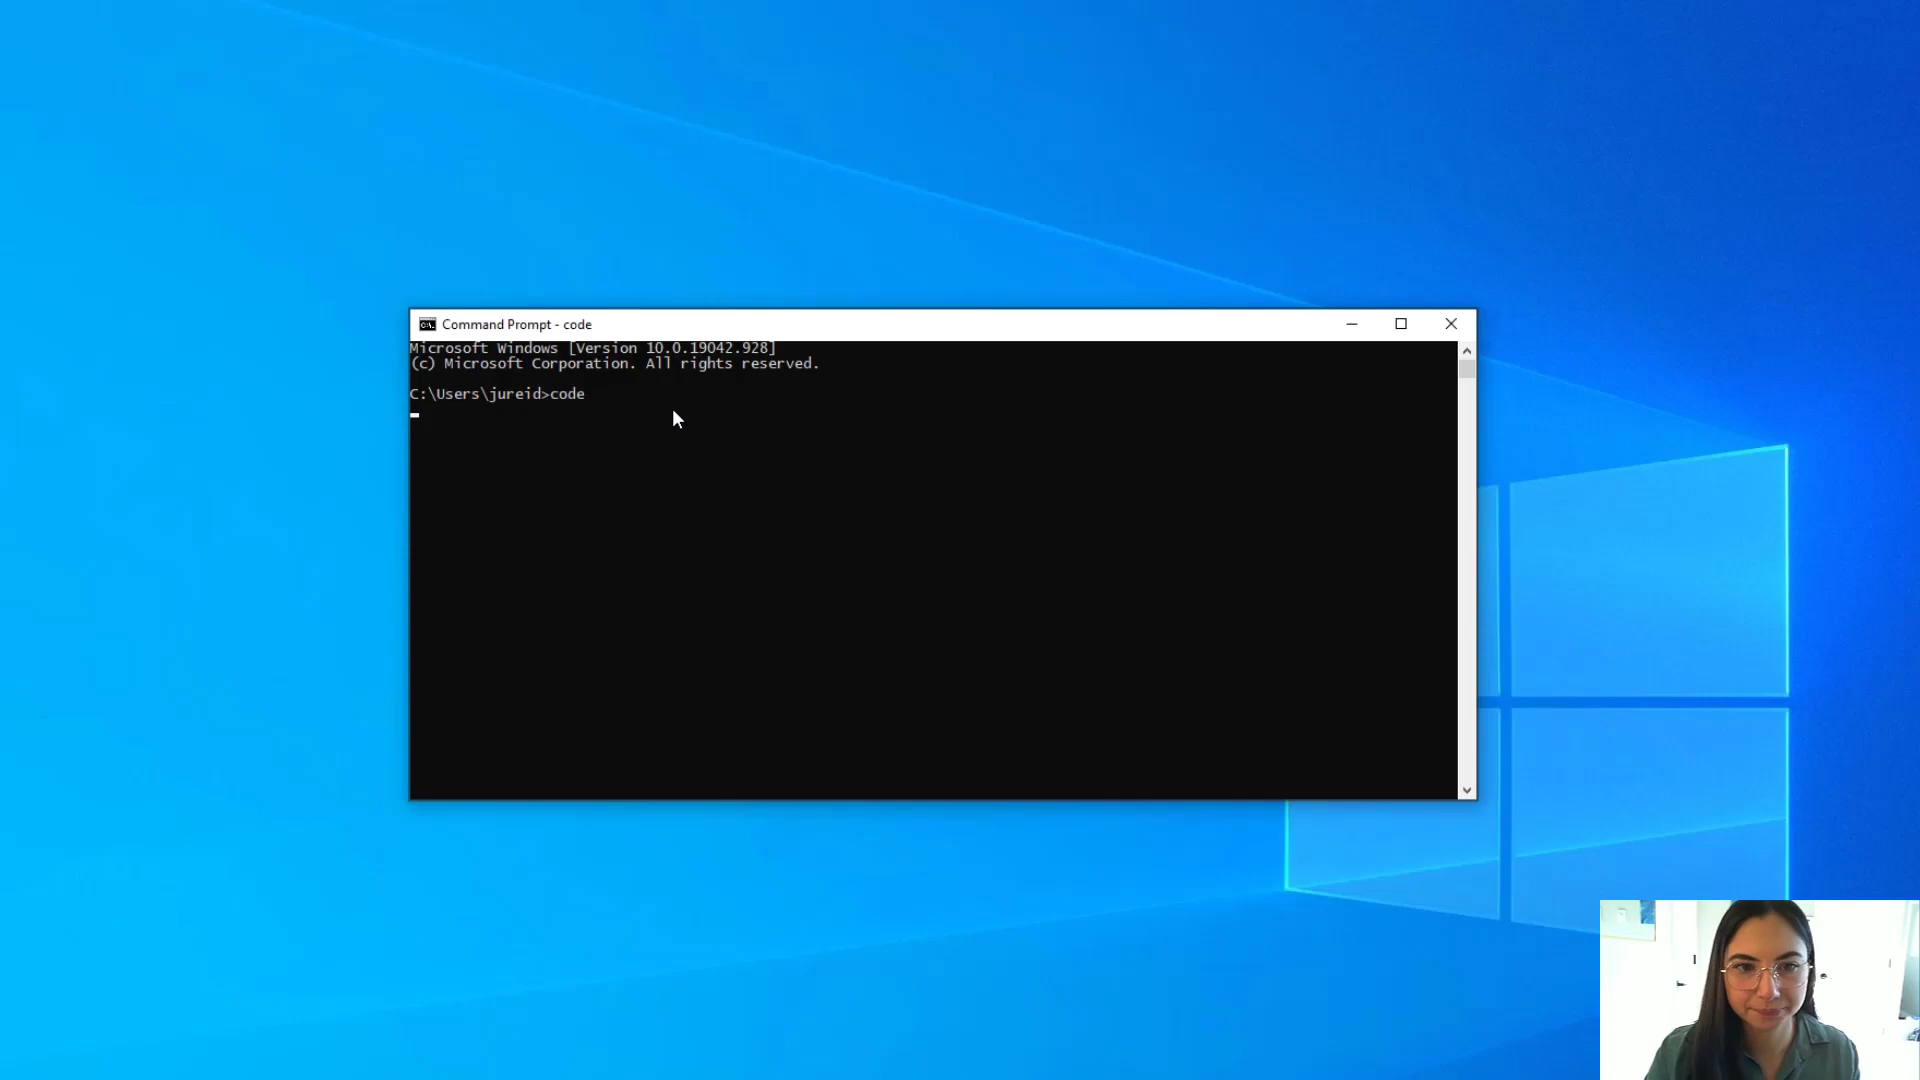 Command Prompt - code
Microsoft Windows [Version 10.0.19042.928]
(c) Microsoft Corporation. All rights reserved.
C:\Users\jureid>code